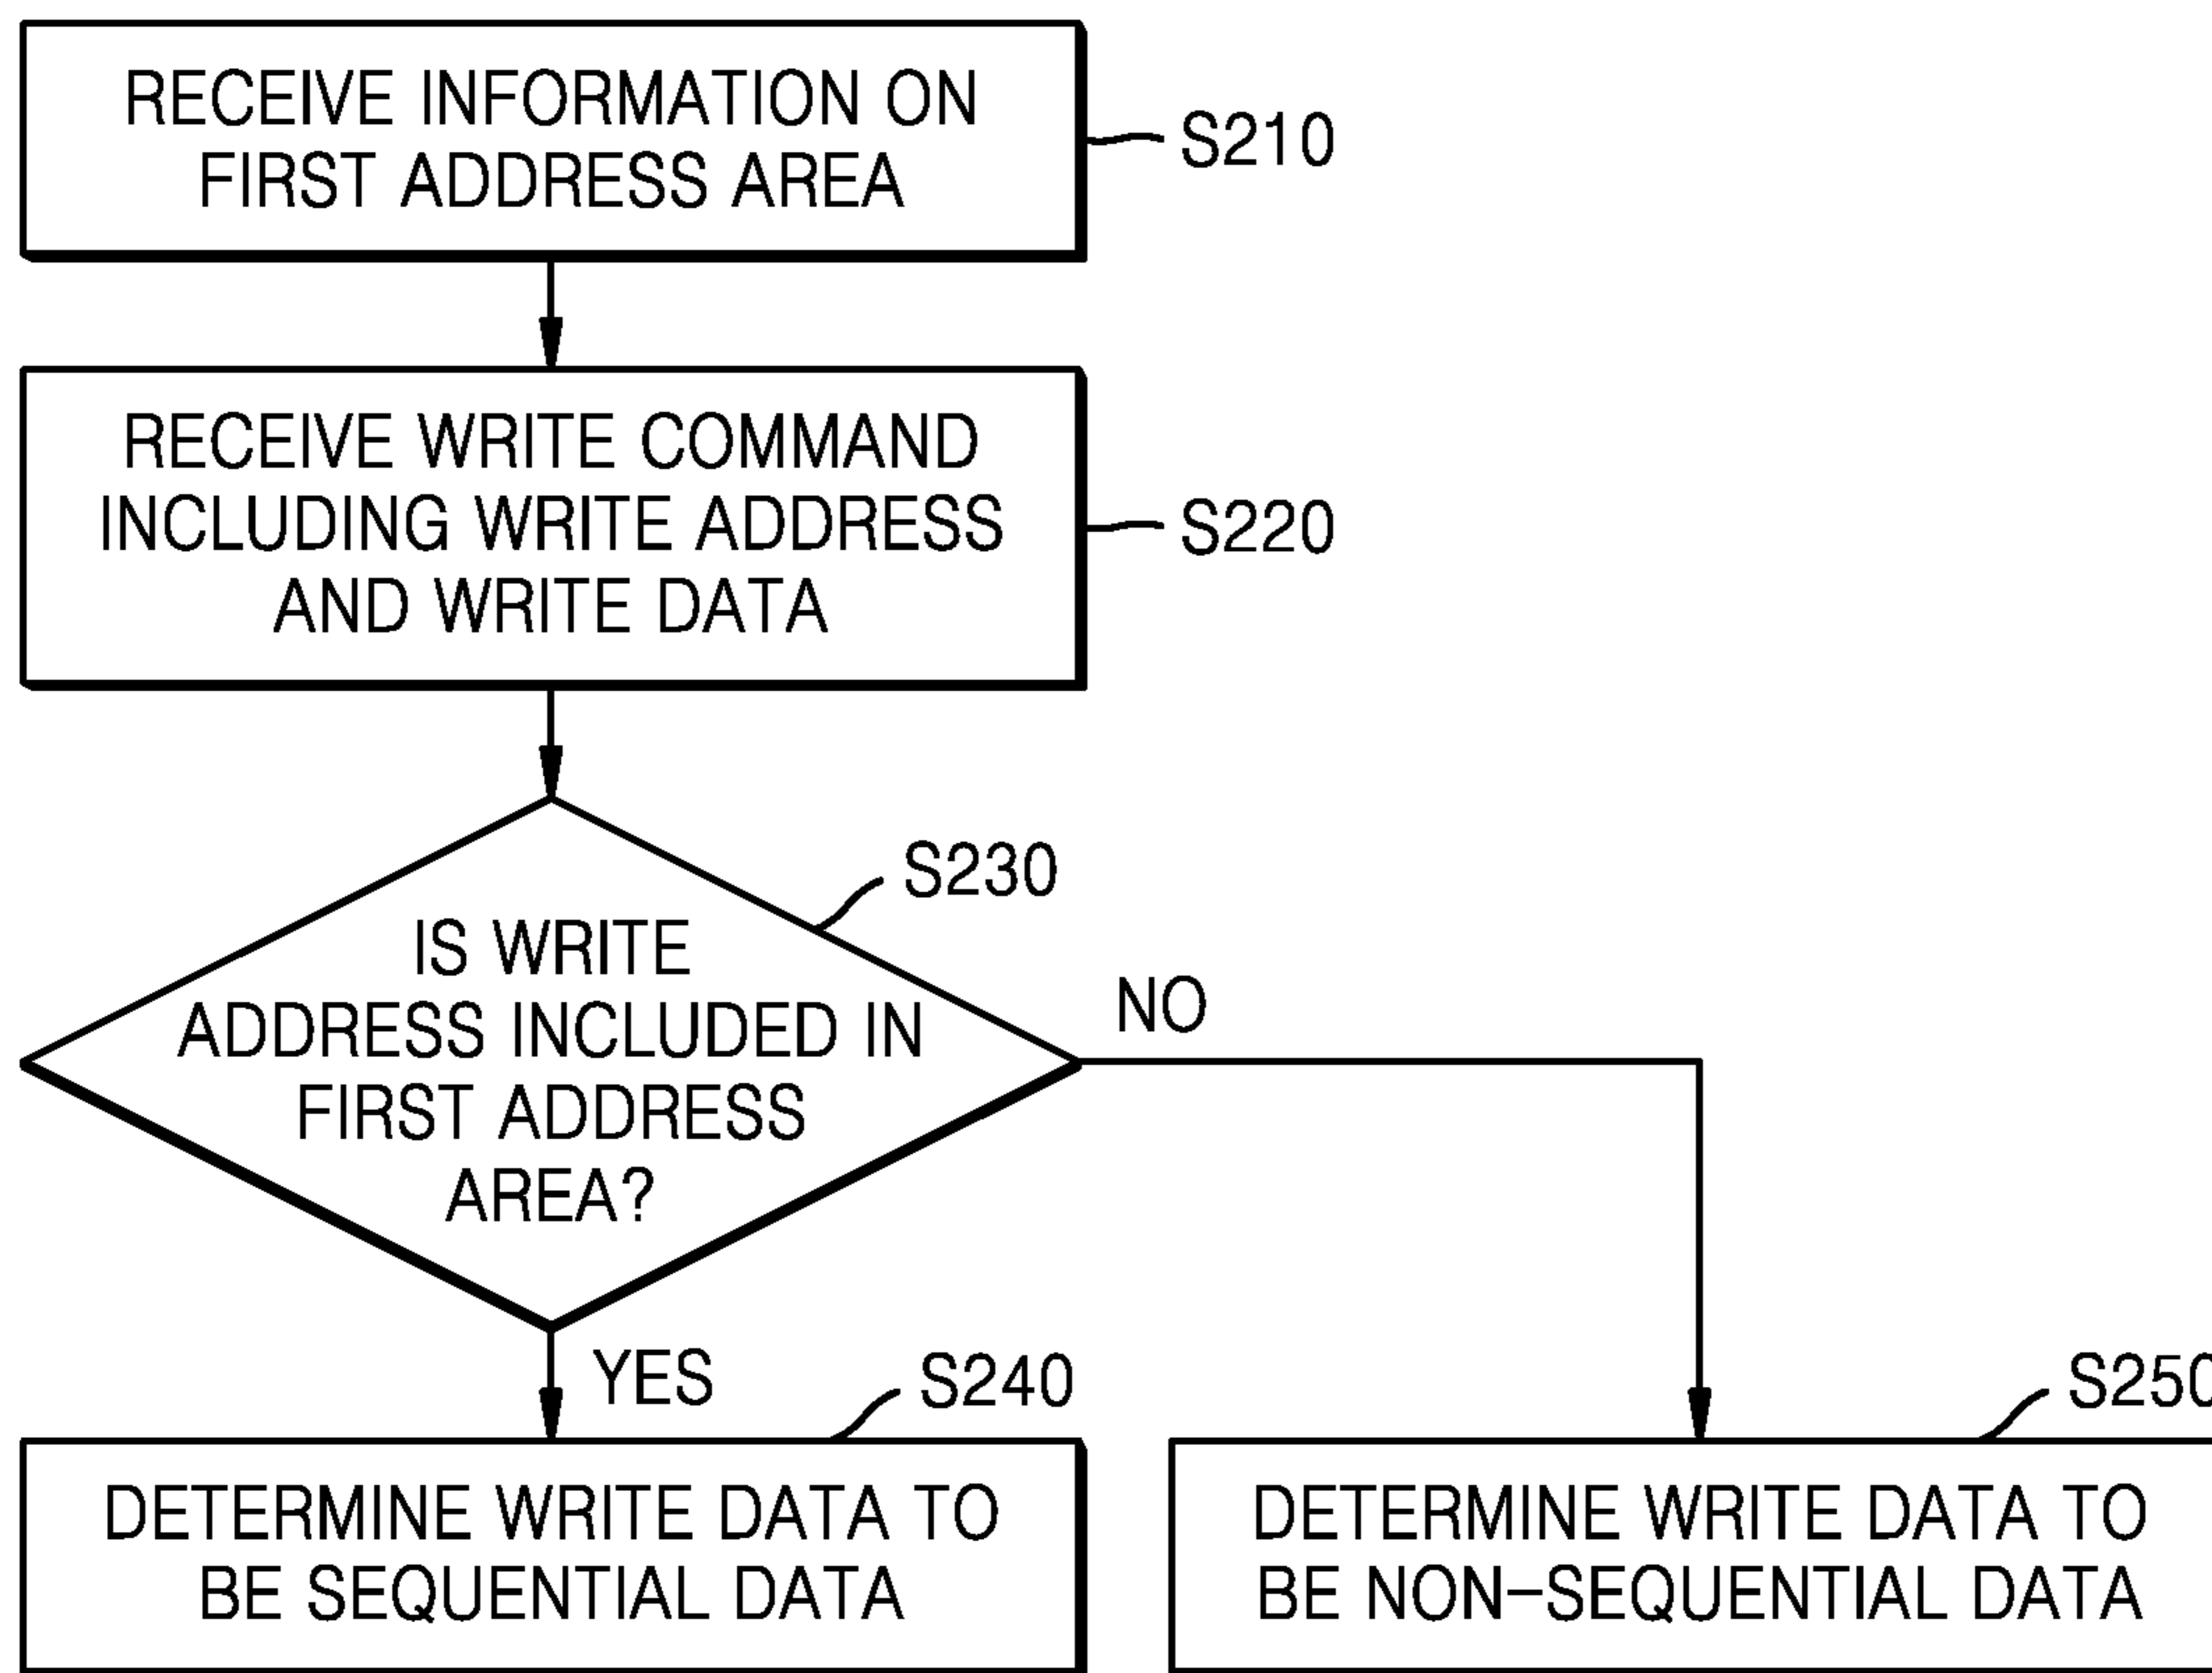 RECEIVE INFORMATION ON
FIRST ADDRESS AREA
S210
RECEIVE WRITE COMMAND
INCLUDING WRITE ADDRESS
AND WRITE DATA
S220
S230
IS WRITE
ADDRESS INCLUDED IN
FIRST ADDRESS
AREA?
NO
YES
S240
DETERMINE WRITE DATA TO
BE SEQUENTIAL DATA
S250
DETERMINE WRITE DATA TO
BE NON-SEQUENTIAL DATA